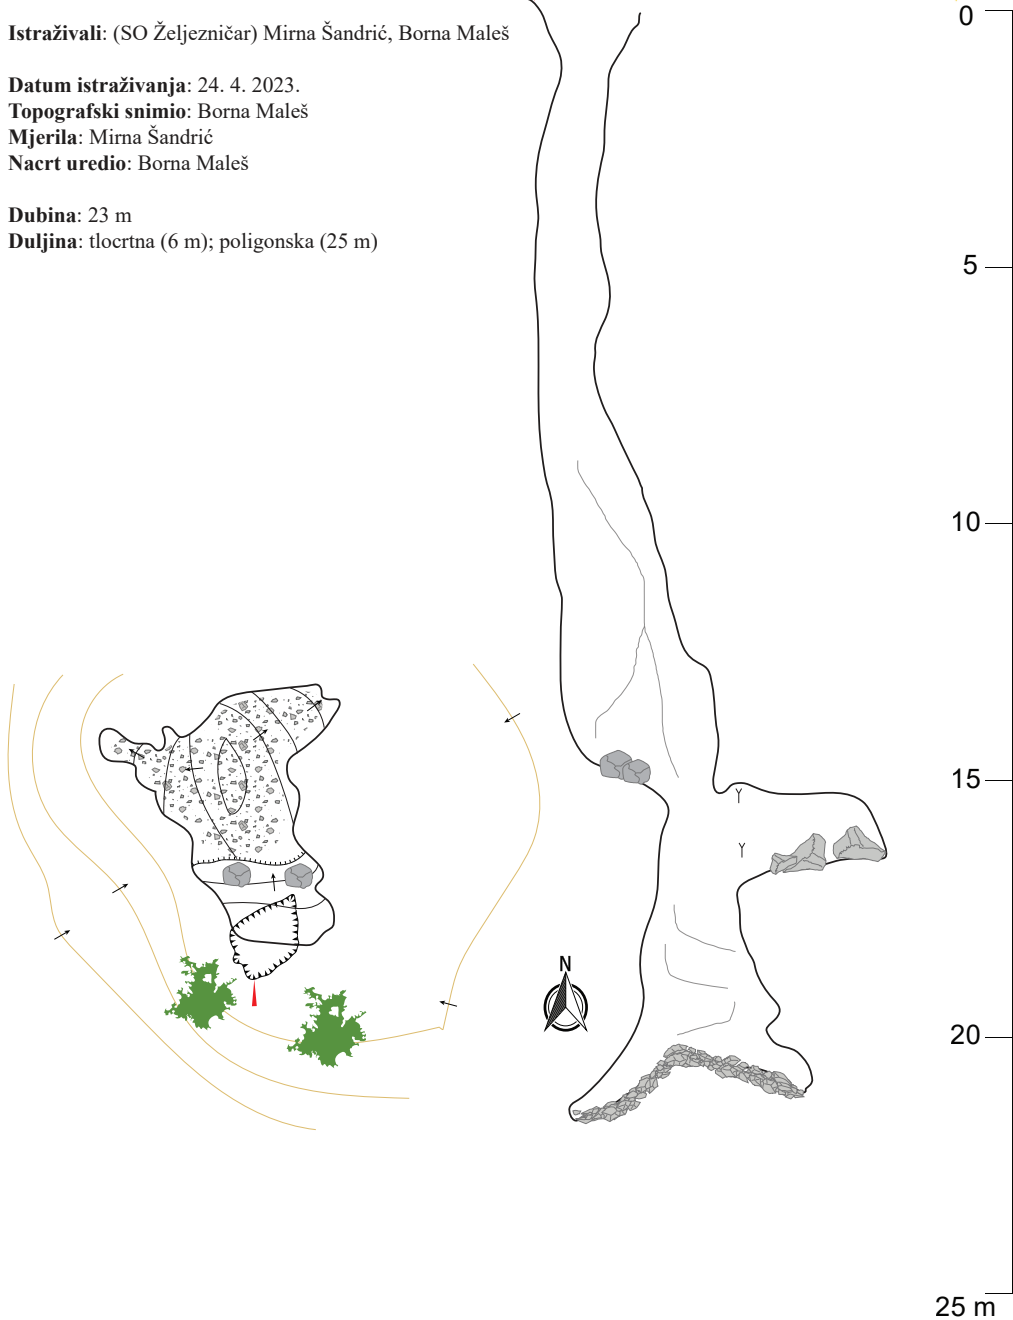 Istraživali: (SO Željezničar) Mirna Šandrić, Borna Maleš
Datum istraživanja: 24. 4. 2023.
Topografski snimio: Borna Maleš
Mjerila: Mirna Šandrić
Nacrt uredio: Borna Maleš
Dubina: 23 m
Duljina: tlocrtna (6 m); poligonska (25 m)
0
5
10
15
20
25 m
N